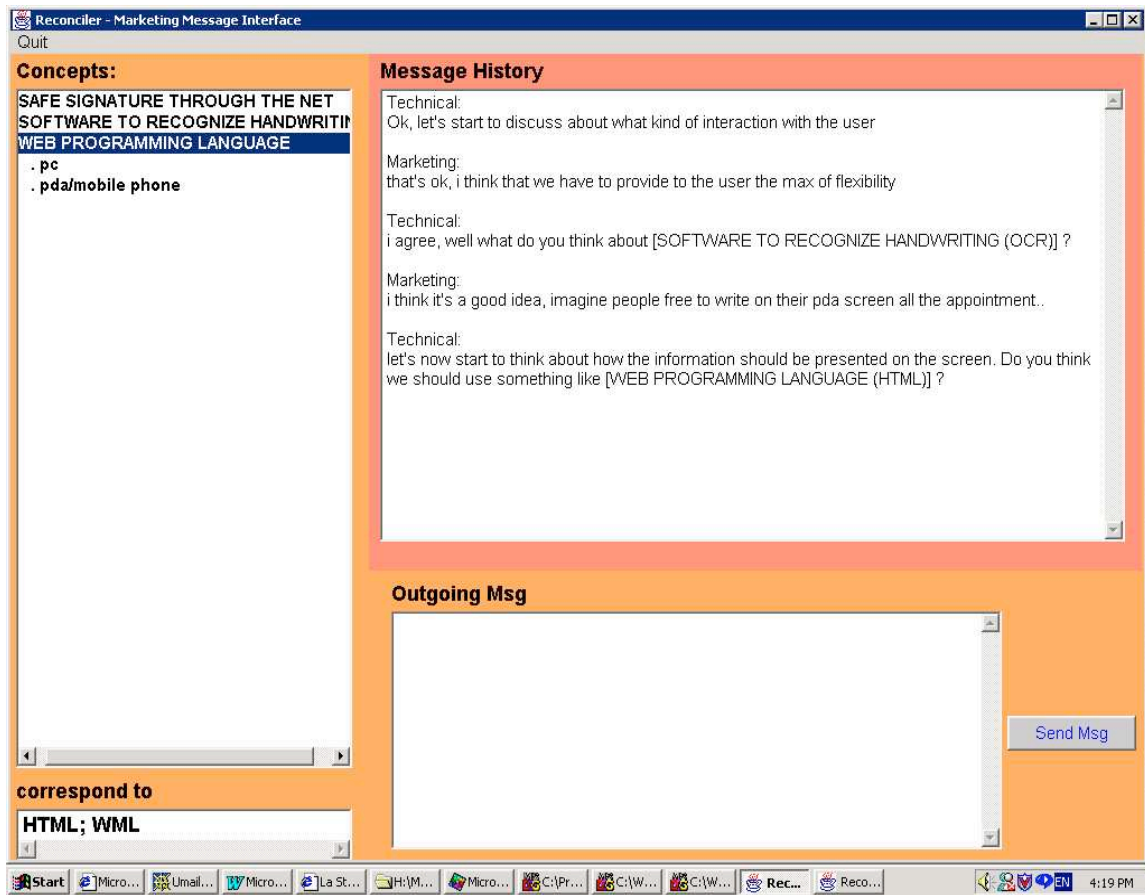 Reconciler - Marketing Message Interface
Quit
Concepts:
SAFE SIGNATURE THROUGH THE NET
SOFTWARE TO RECOGNIZE HANDWRITIN
WEB PROGRAMMING LANGUAGE
. pc
. pda/mobile phone
correspond to
HTML; WML
Message History
Technical:
Ok, let's start to discuss about what kind of interaction with the user
Marketing:
that's ok, i think that we have to provide to the user the max of flexibility
Technical:
i agree, well what do you think about [SOFTWARE TO RECOGNIZE HANDWRITING (OCR)] ?
Marketing:
i think it's a good idea, imagine people free to write on their pda screen all the appointment..
Technical:
let's now start to think about how the information should be presented on the screen. Do you think
we should use something like [WEB PROGRAMMING LANGUAGE (HTML)] ?
Outgoing Msg
Send Msg
Start Micro... Umail... Micro... La St... H:\M... Micro... C:\Pr... C:\W... C:\W... Rec... Reco... EN 4:19 PM